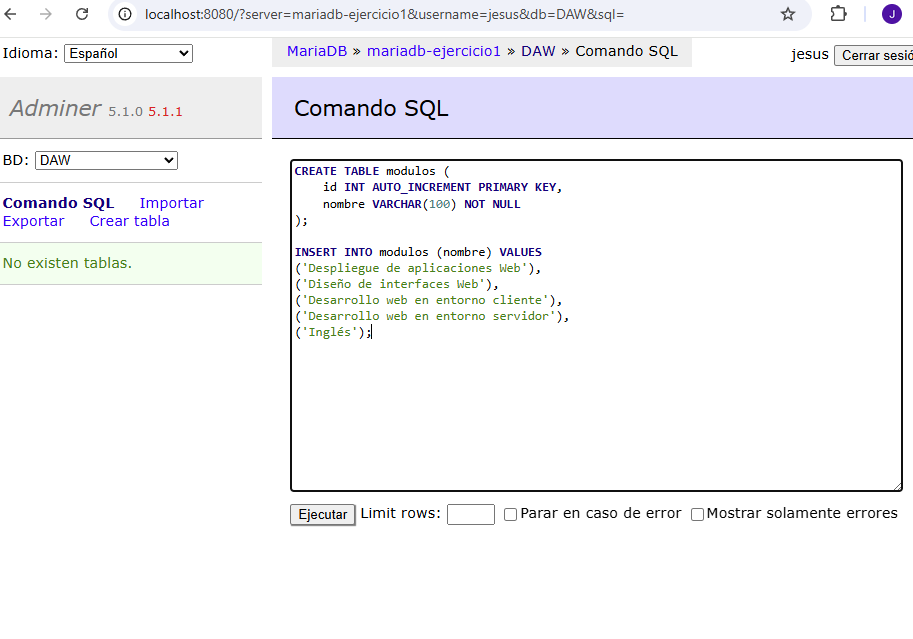 localhost:8080/?server=mariadb-ejercicio1&username=jesus&db=DAW&sql=
J
Idioma: Español
MariaDB » mariadb-ejercicio1 » DAW » Comando SQL
jesus Cerrar sesió
Adminer 5.1.0 5.1.1
Comando SQL
BD: DAW
Comando SQL Importar
Exportar Crear tabla
No existen tablas.
CREATE TABLE modulos (
    id INT AUTO_INCREMENT PRIMARY KEY,
    nombre VARCHAR(100) NOT NULL
);
INSERT INTO modulos (nombre) VALUES
('Despliegue de aplicaciones Web'),
('Diseño de interfaces Web'),
('Desarrollo web en entorno cliente'),
('Desarrollo web en entorno servidor'),
('Inglés');
Ejecutar Limit rows: Parar en caso de error Mostrar solamente errores